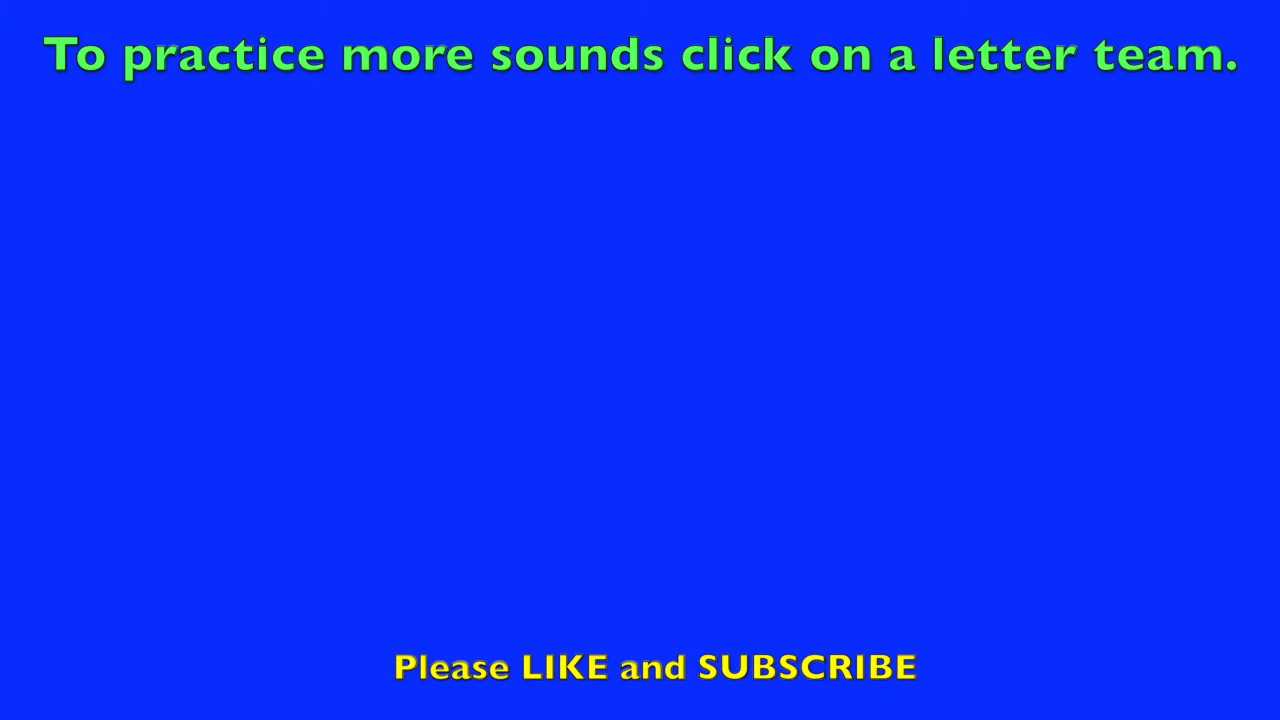 To practice more sounds click on a letter team.
Please LIKE and SUBSCRIBE